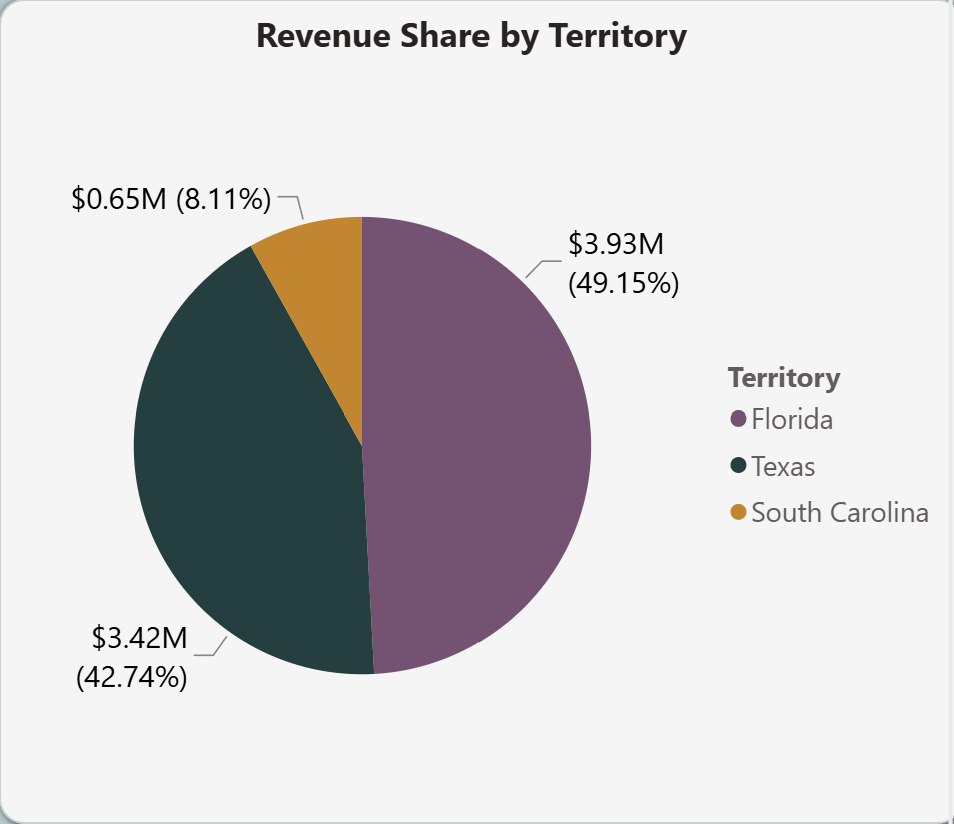 Revenue Share by Territory
$0.65M (8.11%)
$3.93M
(49.15%)
$3.42M
(42.74%)
Territory
Florida
Texas
South Carolina